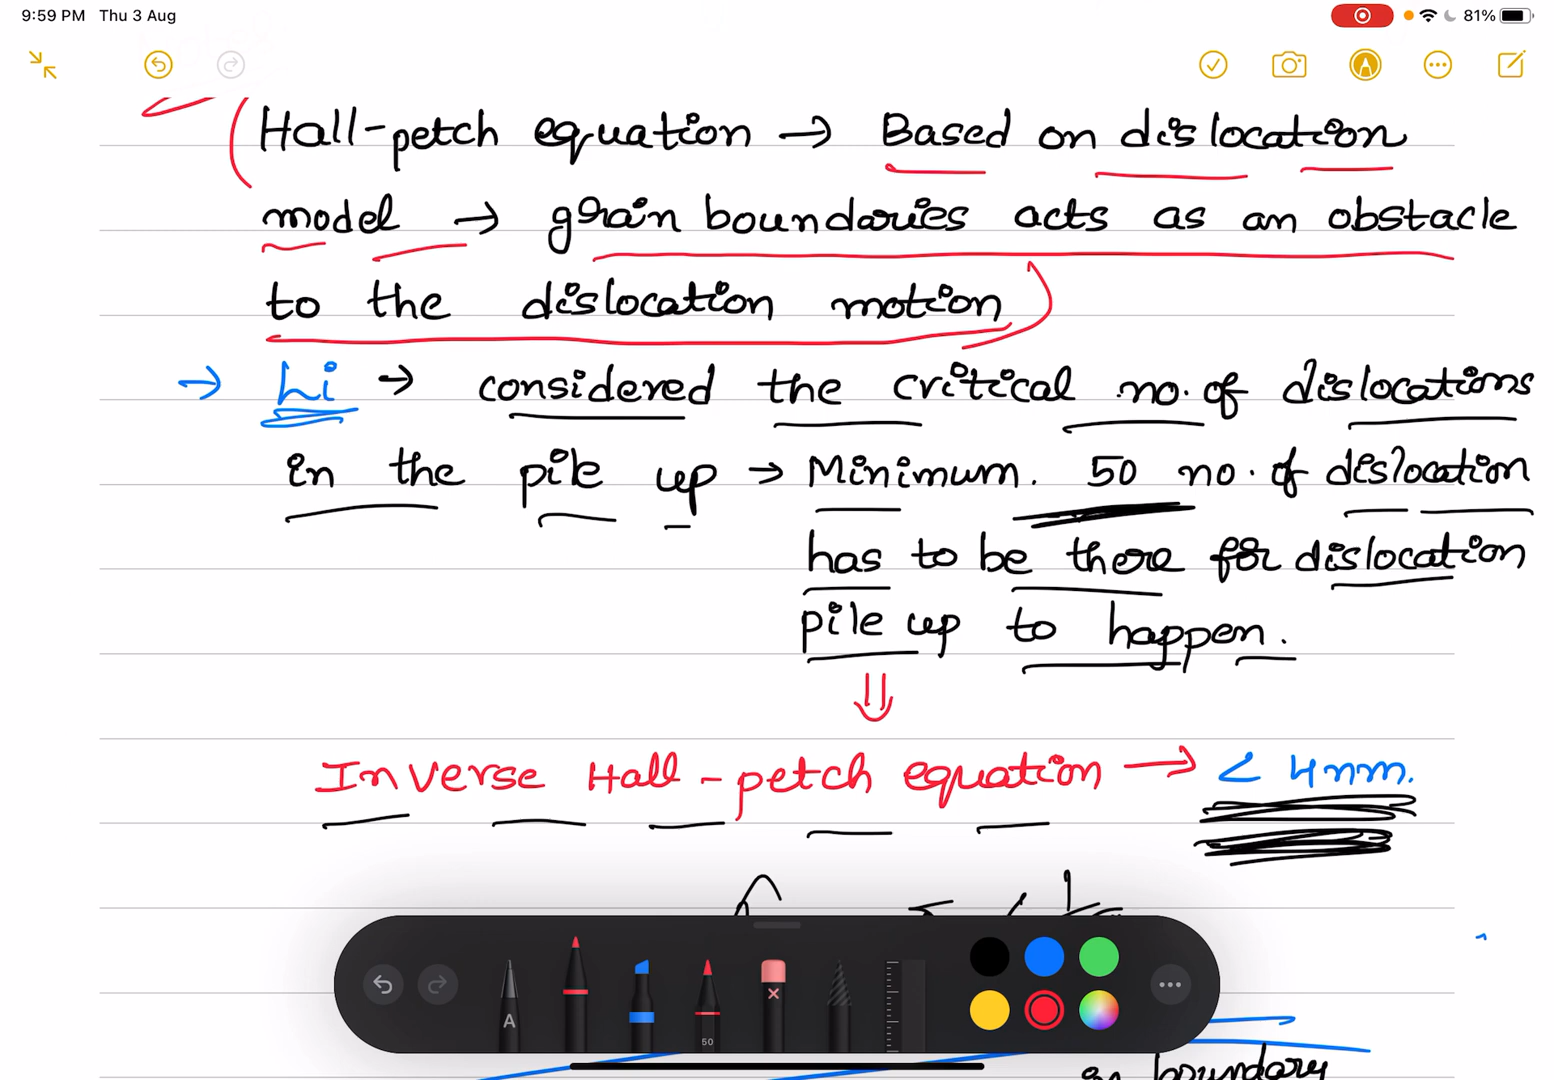 9:59 PM Thu 3 Aug 81%
Hall-petch equation → Based on dislocation
model → grain boundaries acts as an obstacle
to the dislocation motion
→ Li → considered the critical no. of dislocations
in the pile up → Minimum. 50 no. of dislocation
has to be there for dislocation
pile up to happen.
⇓
Inverse Hall-petch equation → < 4nm.
A
50
boundary